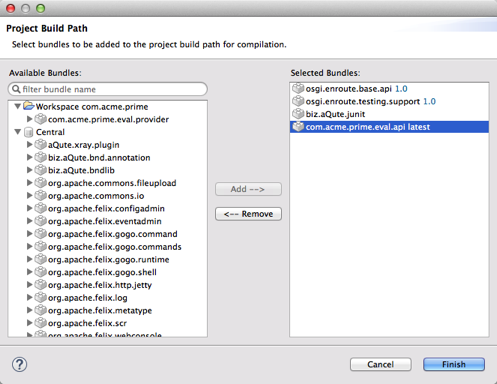 Project Build Path
Select bundles to be added to the project build path for compilation.
Available Bundles:
filter bundle name
Workspace com.acme.prime
com.acme.prime.eval.provider
Central
aQute.xray.plugin
biz.aQute.bnd.annotation
biz.aQute.bndlib
org.apache.commons.fileupload
org.apache.commons.io
org.apache.felix.configadmin
org.apache.felix.eventadmin
org.apache.felix.gogo.command
org.apache.felix.gogo.commands
org.apache.felix.gogo.runtime
org.apache.felix.gogo.shell
org.apache.felix.http.jetty
org.apache.felix.log
org.apache.felix.metatype
org.apache.felix.scr
org.apache.felix.webconsole
Add -->
<-- Remove
Selected Bundles:
osgi.enroute.base.api 1.0
osgi.enroute.testing.support 1.0
biz.aQute.junit
com.acme.prime.eval.api latest
?
Cancel
Finish